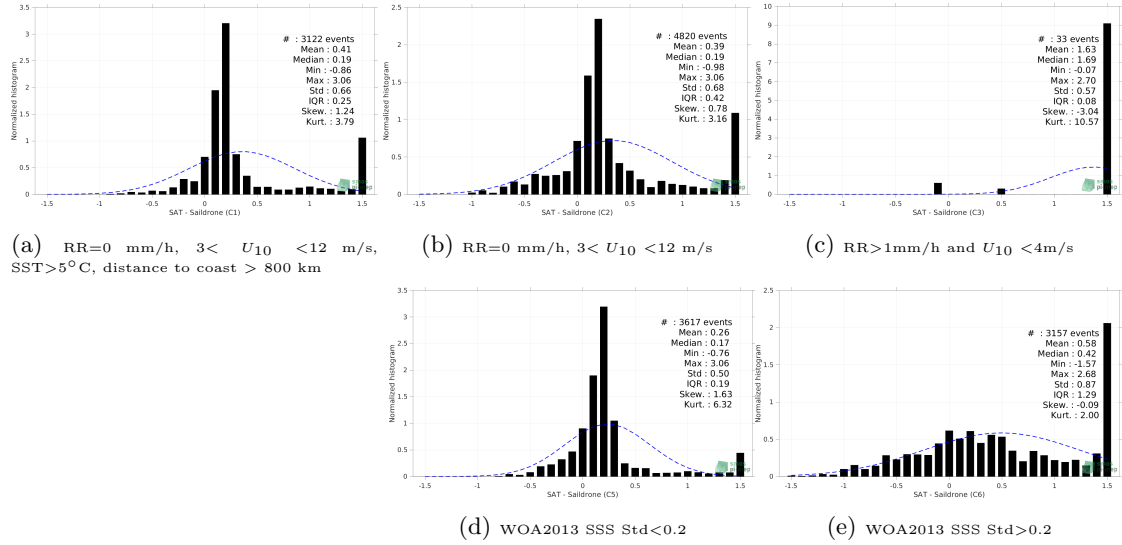 3.5
3
2.5
2
1.5
1
0.5
0
Normalized histogram
# : 3122 events
Mean : 0.41
Median : 0.19
Min : -0.86
Max : 3.06
Std : 0.66
IQR : 0.25
Skew. : 1.24
Kurt. : 3.79
-1.5 -1 -0.5 0 0.5 1 1.5
SAT - Saildrone (C1)
(a) RR=0 mm/h, 3< U10 <12 m/s,
SST>5°C, distance to coast > 800 km
2.5
2
1.5
1
0.5
0
Normalized histogram
# : 4820 events
Mean : 0.39
Median : 0.19
Min : -0.98
Max : 3.06
Std : 0.68
IQR : 0.42
Skew. : 0.78
Kurt. : 3.16
-1.5 -1 -0.5 0 0.5 1 1.5
SAT - Saildrone (C2)
(b) RR=0 mm/h, 3< U10 <12 m/s
10
9
8
7
6
5
4
3
2
1
0
Normalized histogram
# : 33 events
Mean : 1.63
Median : 1.69
Min : -0.07
Max : 2.70
Std : 0.57
IQR : 0.08
Skew. : -3.04
Kurt. : 10.57
-1.5 -1 -0.5 0 0.5 1 1.5
SAT - Saildrone (C3)
(c) RR>1mm/h and U10 <4m/s
3.5
3
2.5
2
1.5
1
0.5
0
Normalized histogram
# : 3617 events
Mean : 0.26
Median : 0.17
Min : -0.76
Max : 3.06
Std : 0.50
IQR : 0.19
Skew. : 1.63
Kurt. : 6.32
-1.5 -1 -0.5 0 0.5 1 1.5
SAT - Saildrone (C5)
(d) WOA2013 SSS Std<0.2
2.5
2
1.5
1
0.5
0
Normalized histogram
# : 3157 events
Mean : 0.58
Median : 0.42
Min : -1.57
Max : 2.68
Std : 0.87
IQR : 1.29
Skew. : -0.09
Kurt. : 2.00
-1.5 -1 -0.5 0 0.5 1 1.5
SAT - Saildrone (C6)
(e) WOA2013 SSS Std>0.2